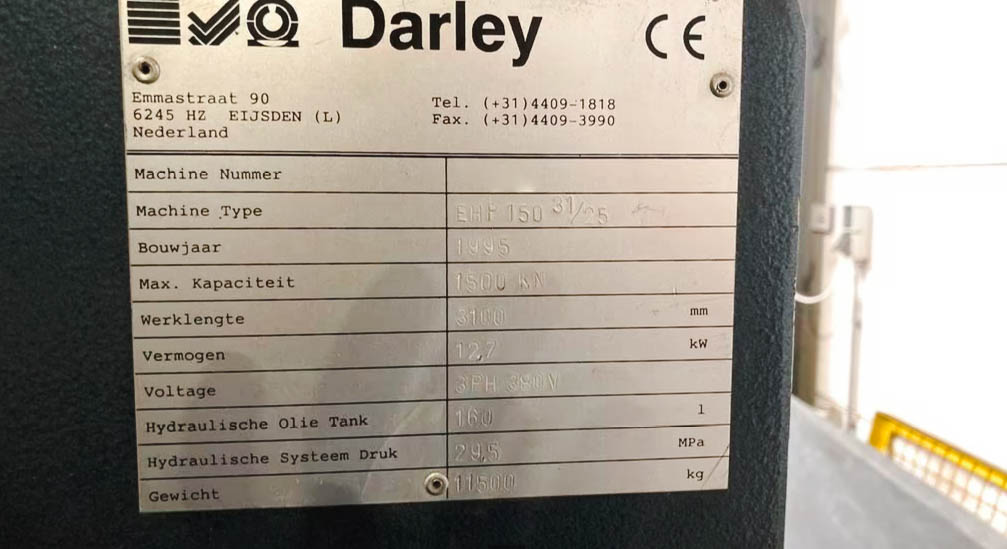 Darley CE
Emmastraat 90 Tel. (+31)4409-1818
6245 HZ EIJSDEN (L) Fax. (+31)4409-3990
Nederland
Machine Nummer
Machine Type EHP 150 31/25
Bouwjaar 1995
Max. Kapaciteit 1500 KN
Werklengte 3100 mm
Vermogen 12,7 kW
Voltage 3PH 380V
Hydraulische Olie Tank 160 l
Hydraulische Systeem Druk 29,5 MPa
Gewicht 11500 kg